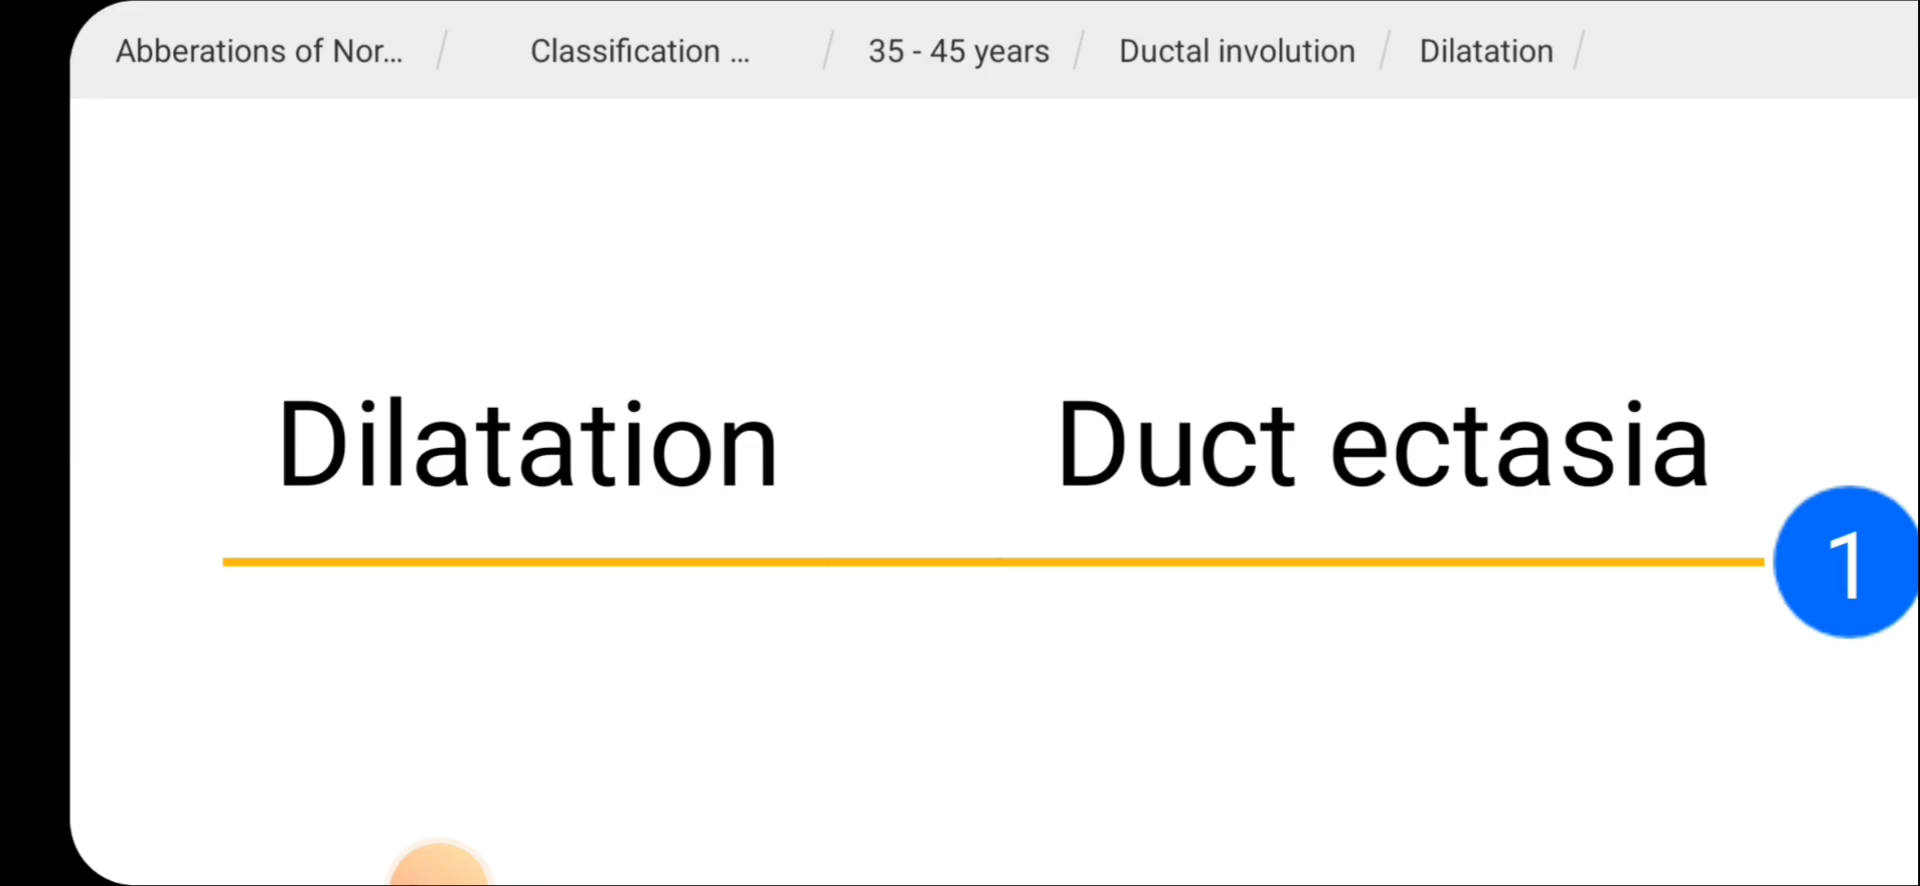 Abberations of Nor... / Classification ... / 35 - 45 years / Ductal involution / Dilatation /
Dilatation Duct ectasia
1